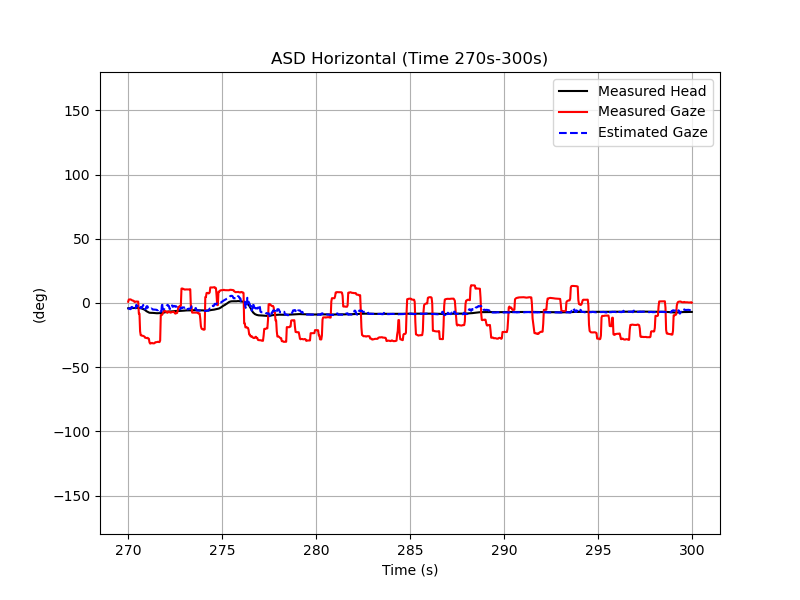 ASD Horizontal (Time 270s-300s)
Measured Head
Measured Gaze
Estimated Gaze
150
100
50
0
−50
−100
−150
(deg)
270
275
280
285
290
295
300
Time (s)